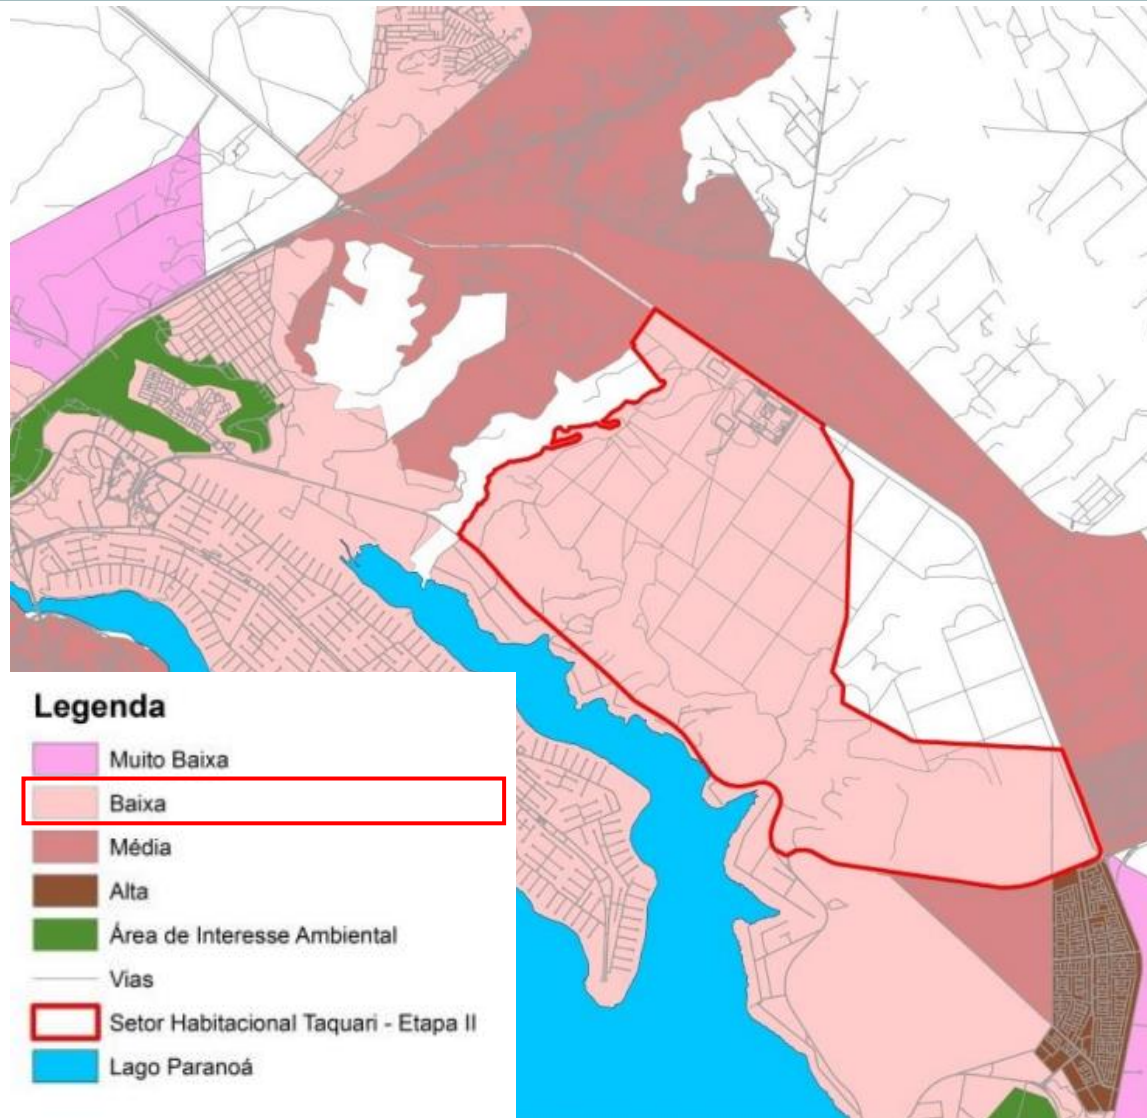 Legenda
Muito Baixa
Baixa
Média
Alta
Área de Interesse Ambiental
Vias
Setor Habitacional Taquari - Etapa II
Lago Paranoá